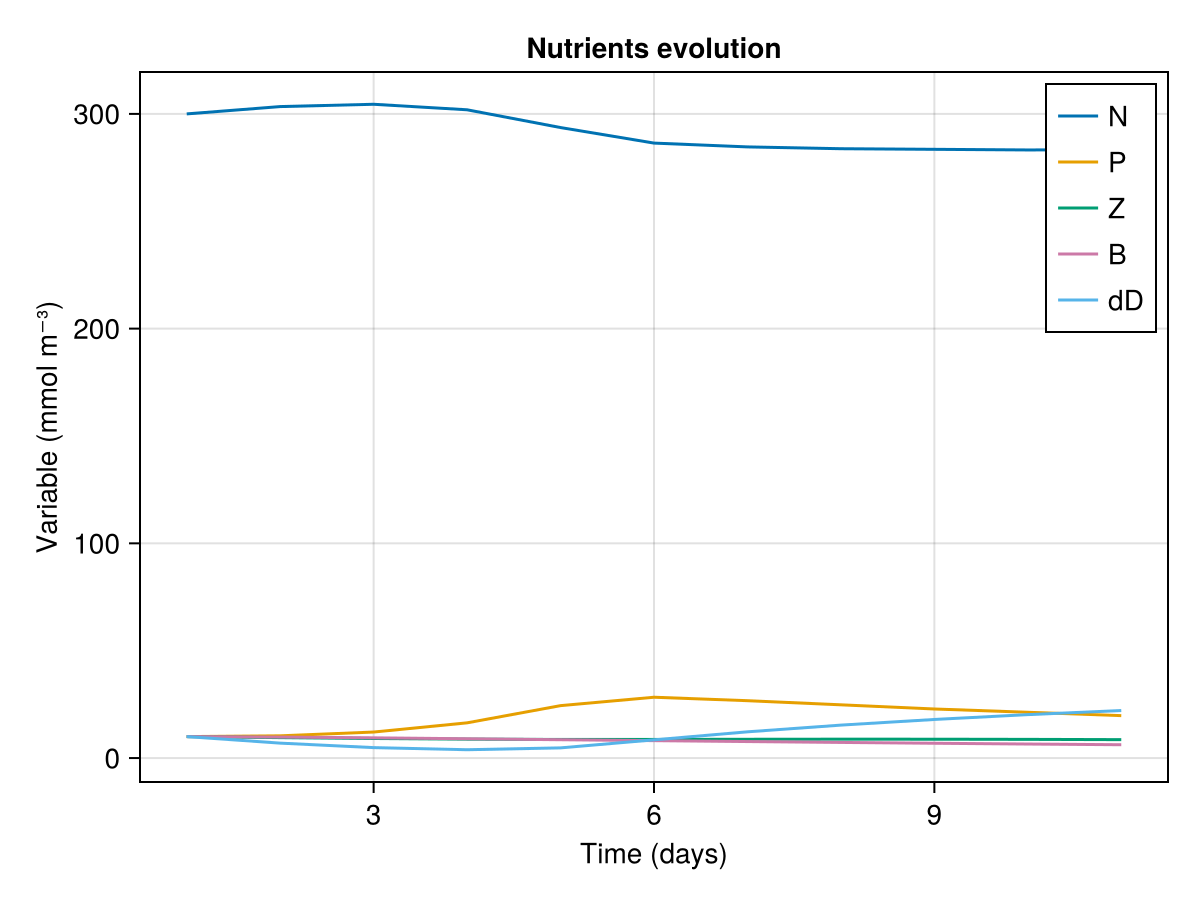 Nutrients evolution
Variable (mmol m⁻³)
300
200
100
0
3
6
9
Time (days)
N
P
Z
B
dD